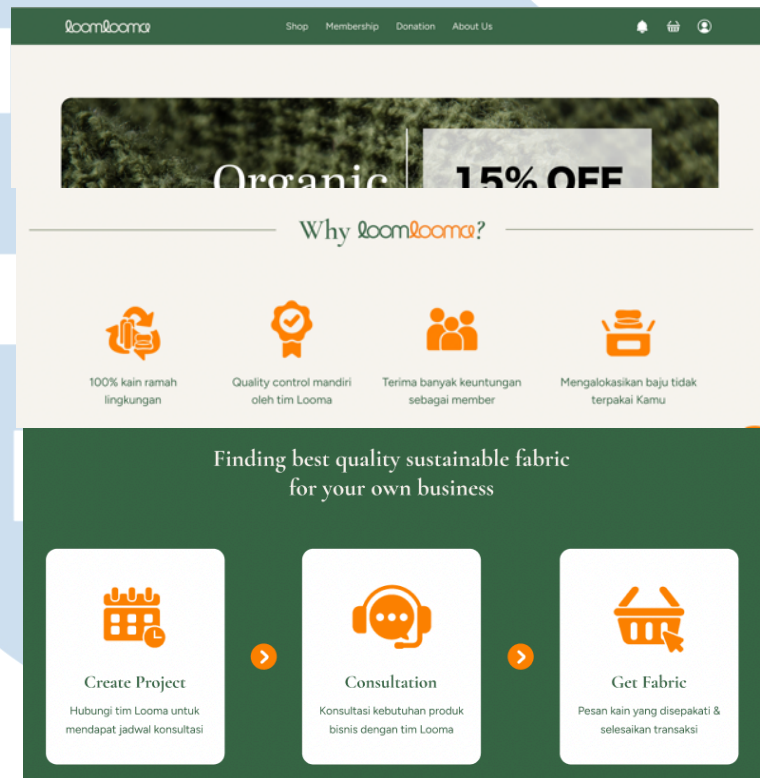 loomlooma
Shop Membership Donation About Us
Organic
15% OFF
Why loomlooma?
100% kain ramah
lingkungan
Quality control mandiri
oleh tim Looma
Terima banyak keuntungan
sebagai member
Mengalokasikan baju tidak
terpakai Kamu
Finding best quality sustainable fabric
for your own business
Create Project
Hubungi tim Looma untuk
mendapat jadwal konsultasi
Consultation
Konsultasi kebutuhan produk
bisnis dengan tim Looma
Get Fabric
Pesan kain yang disepakati &
selesaikan transaksi